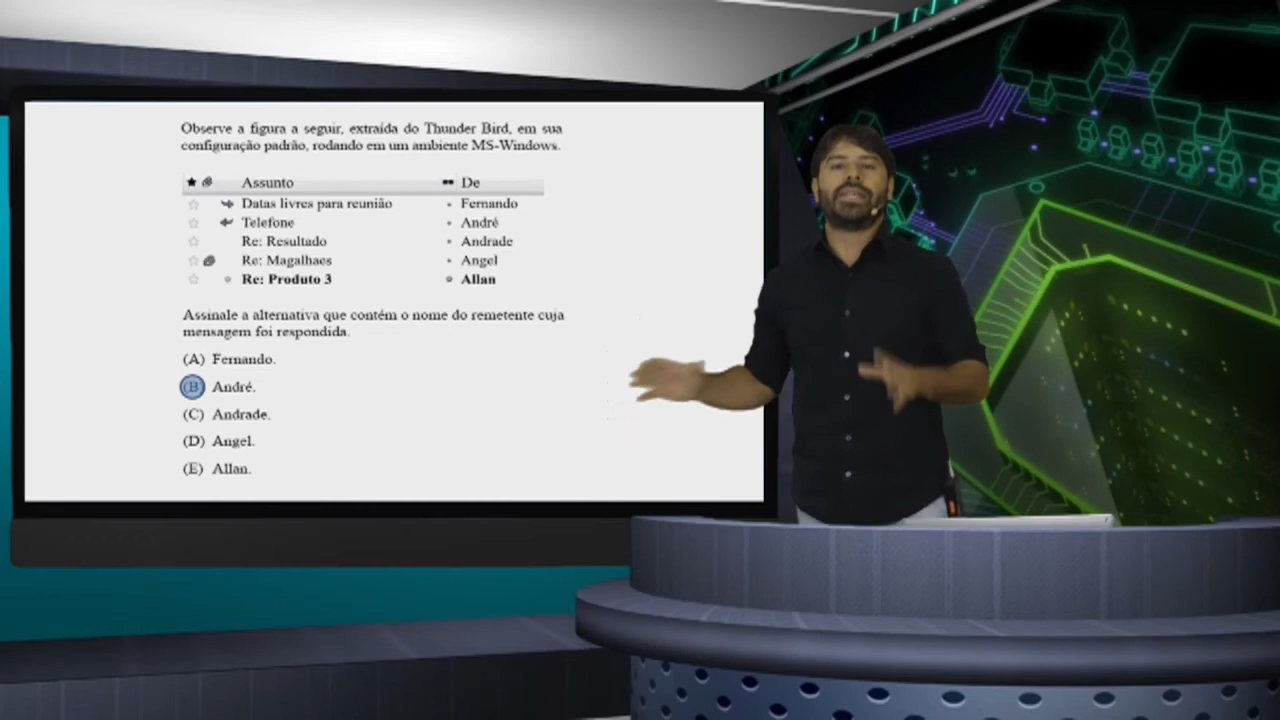 Observe a figura a seguir, extraída do Thunder Bird, em sua
configuração padrão, rodando em um ambiente MS-Windows.
Assunto De
Datas livres para reunião Fernando
Telefone André
Re: Resultado Andrade
Re: Magalhaes Angel
Re: Produto 3 Allan
Assinale a alternativa que contém o nome do remetente cuja
mensagem foi respondida.
(A) Fernando.
(B) André.
(C) Andrade.
(D) Angel.
(E) Allan.